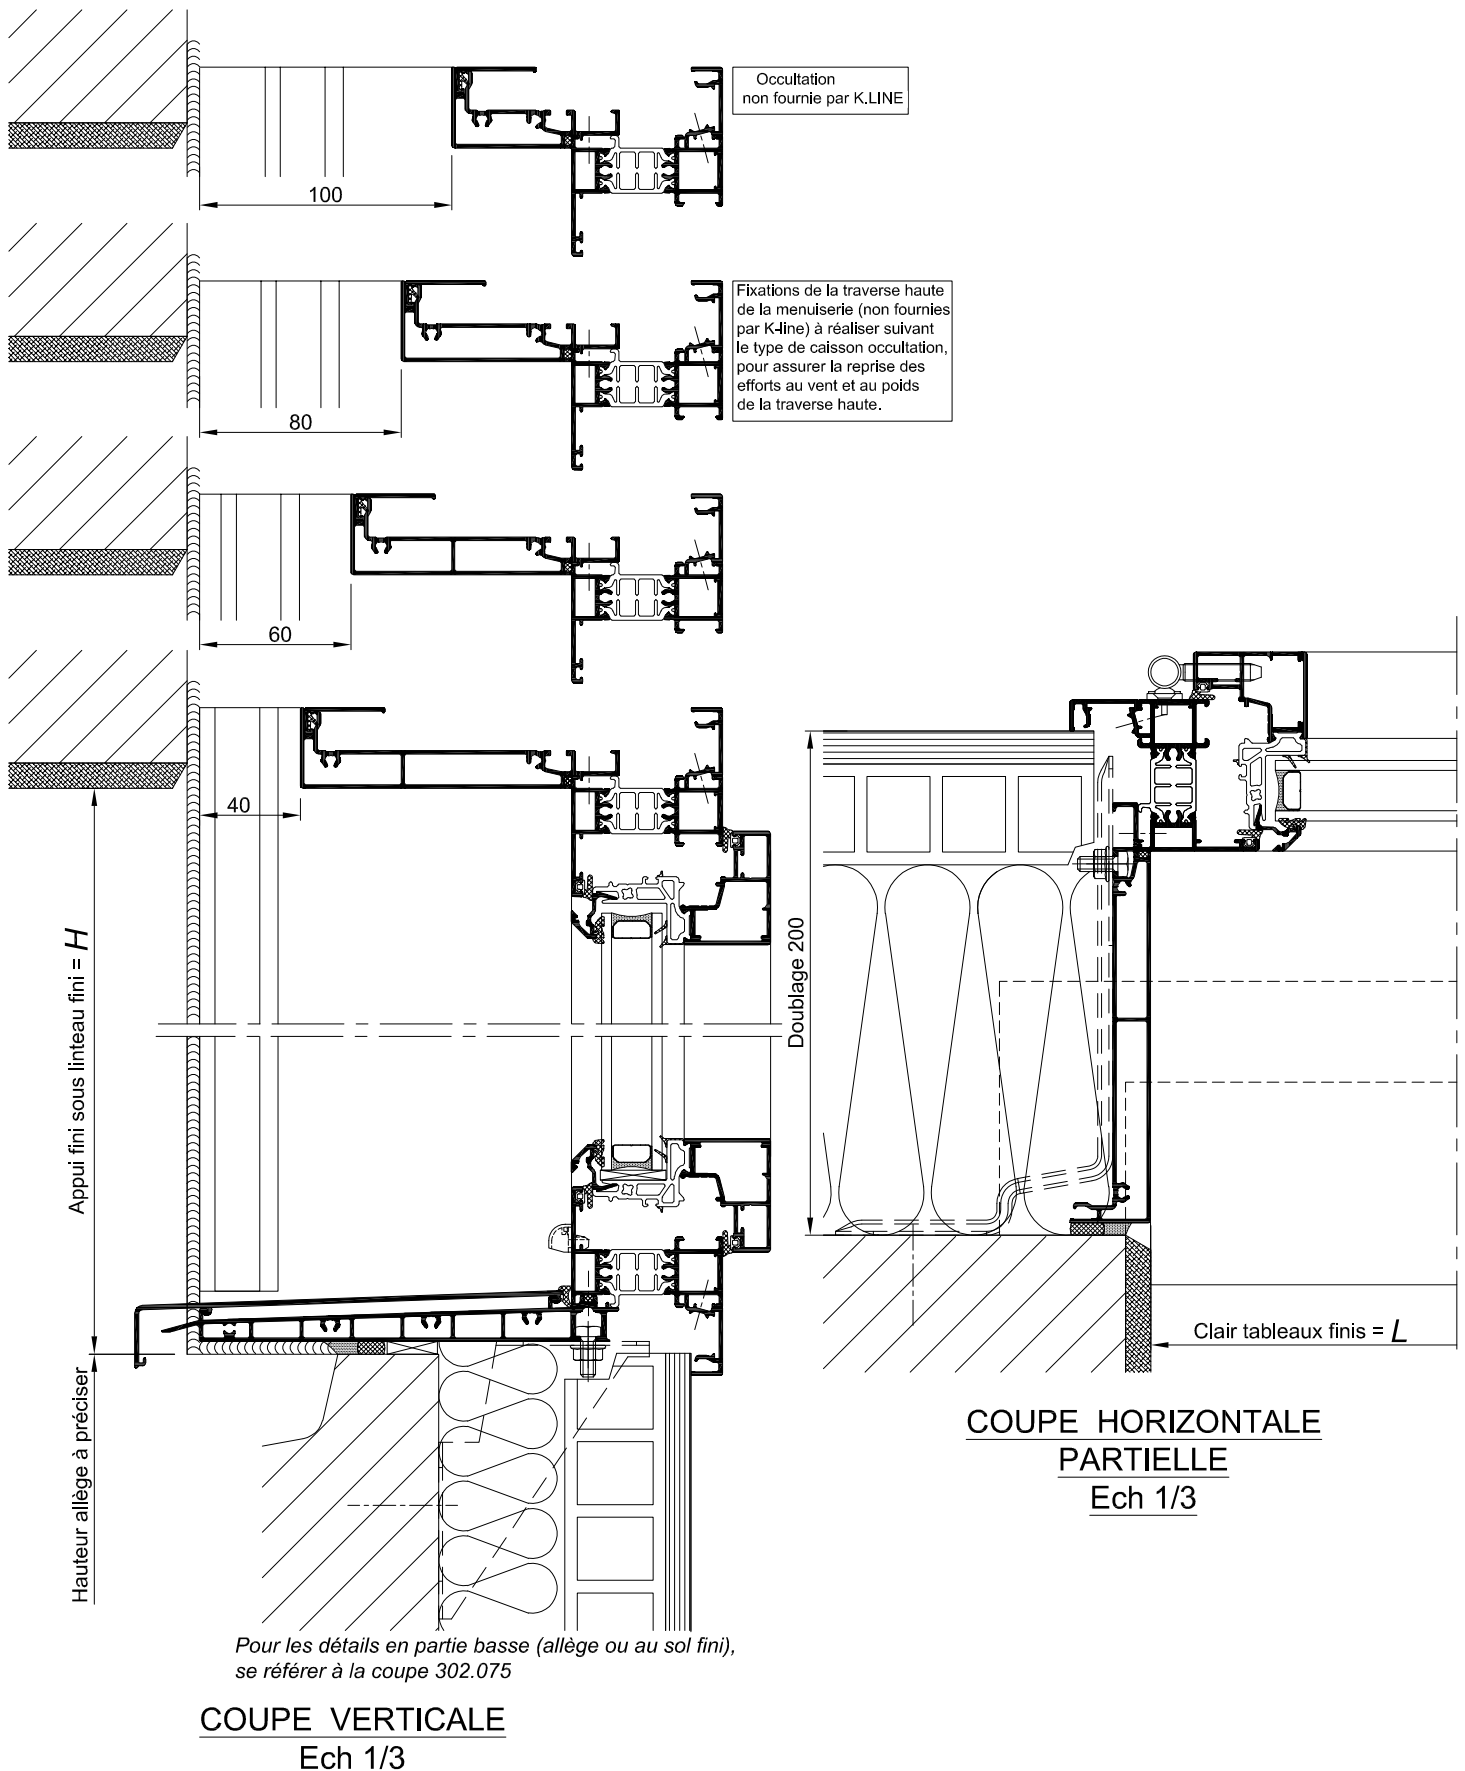 Occultation
non fournie par K.LINE
100
Fixations de la traverse haute
de la menuiserie (non fournies
par K-line) à réaliser suivant
le type de caisson occultation,
pour assurer la reprise des
efforts au vent et au poids
de la traverse haute.
80
60
40
Appui fini sous linteau fini = H
Hauteur allège à préciser
Doublage 200
Clair tableaux finis = L
COUPE HORIZONTALE
PARTIELLE
Ech 1/3
Pour les détails en partie basse (allège ou au sol fini),
se référer à la coupe 302.075
COUPE VERTICALE
Ech 1/3